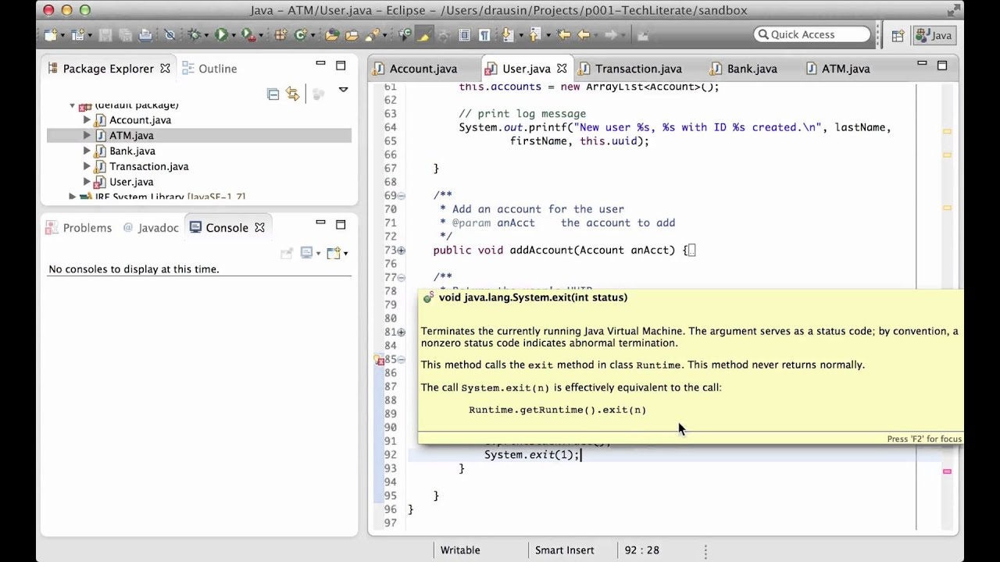 Java - ATM/User.java - Eclipse - /Users/drausin/Projects/p001-TechLiterate/sandbox
Quick Access
Java
Package Explorer
Outline
(default package)
Account.java
ATM.java
Bank.java
Transaction.java
User.java
JRE System Library [JavaSE-1.7]
Problems
@ Javadoc
Console
No consoles to display at this time.
Account.java
User.java
Transaction.java
Bank.java
ATM.java
61 this.accounts = new ArrayList<Account>();
62
63 // print log message
64 System.out.printf("New user %s, %s with ID %s created.\n", lastName,
65 firstName, this.uuid);
66
67 }
68
69 /**
70 * Add an account for the user
71 * @param anAcct the account to add
72 */
73 public void addAccount(Account anAcct) {
76
77 /**
78
79
80
81
84
85
86
87
88
89
90
91
void java.lang.System.exit(int status)
Terminates the currently running Java Virtual Machine. The argument serves as a status code; by convention, a
nonzero status code indicates abnormal termination.
This method calls the exit method in class Runtime. This method never returns normally.
The call System.exit(n) is effectively equivalent to the call:
Runtime.getRuntime().exit(n)
Press 'F2' for focus
92 System.exit(1);
93 }
94
95 }
96 }
97
Writable
Smart Insert
92 : 28